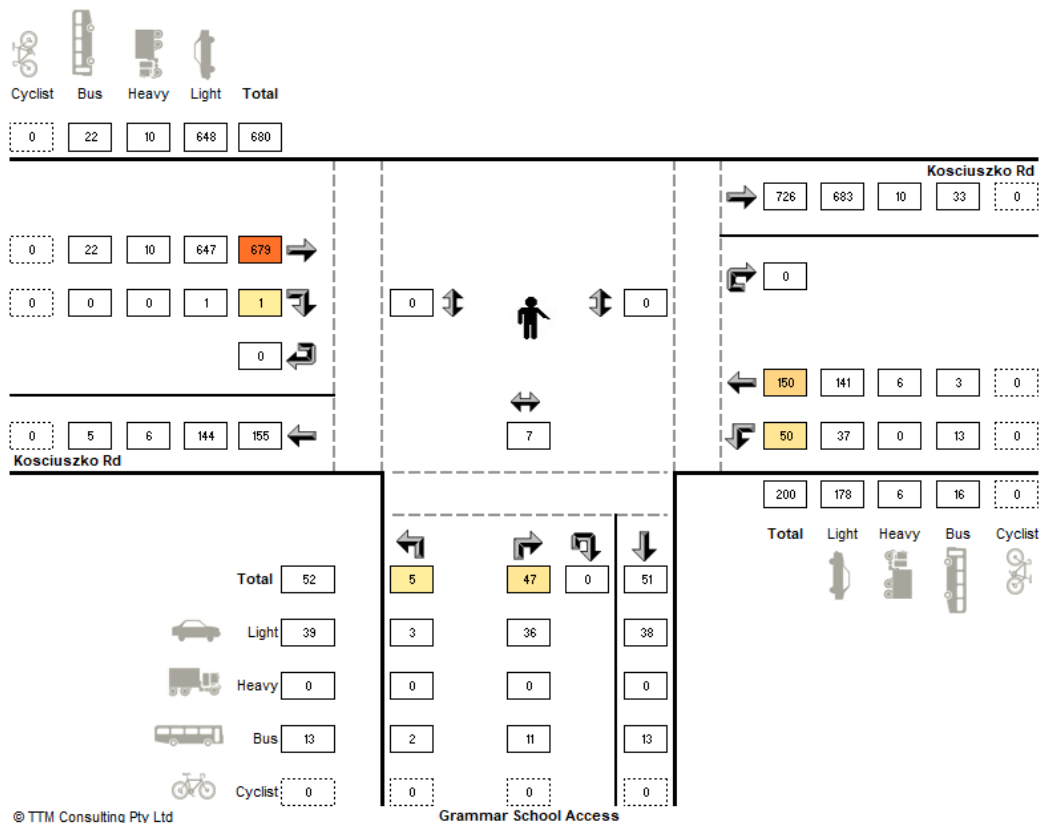 Cyclist Bus Heavy Light Total
0 22 10 648 680
Kosciuszko Rd
726 683 10 33 0
0 22 10 647 679
0
0 0 0 1 1
0 0
0
150 141 6 3 0
0 5 6 144 155
7
50 37 0 13 0
Kosciuszko Rd
200 178 6 16 0
Total Light Heavy Bus Cyclist
Total 52 5 47 0 51
Light 39 3 36 38
Heavy 0 0 0 0
Bus 13 2 11 13
Cyclist 0 0 0 0
© TTM Consulting Pty Ltd
Grammar School Access